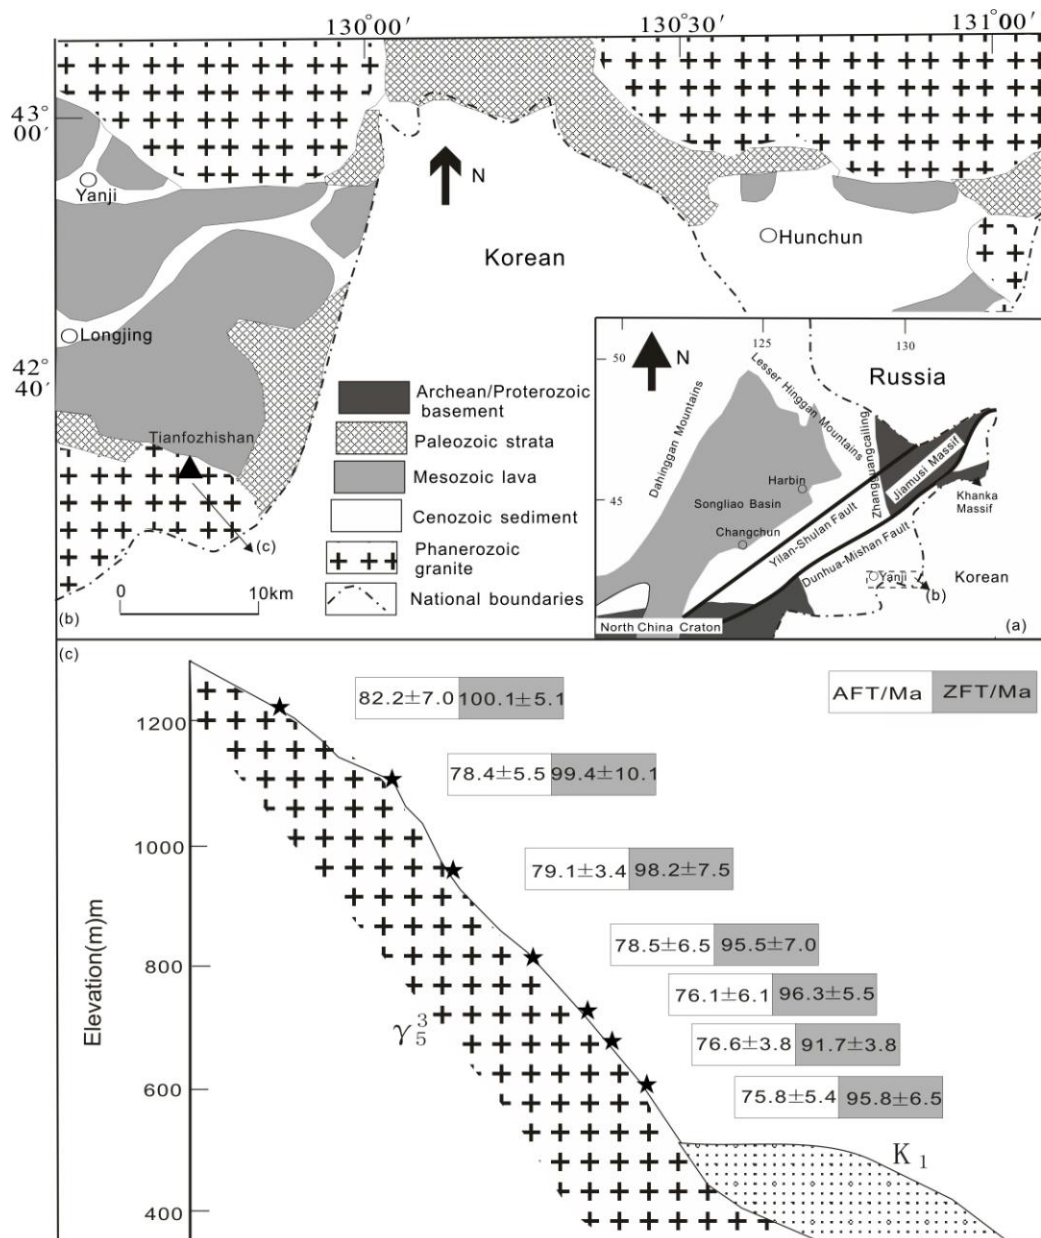 130°00′
130°30′
131°00′
43°
00′
N
Yanji
Korean
Hunchun
Longjing
42°
40′
Tianfozhishan
(c)
0
10km
(b)
Archean/Proterozoic
basement
Paleozoic strata
Mesozoic lava
Cenozoic sediment
Phanerozoic
granite
National boundaries
125
130
50
N
45
Russia
Lesser Hinggan Mountains
Dahinggan Mountains
Zhangguangcailing
Jiamusi Massif
Harbin
Songliao Basin
Changchun
Khanka
Massif
Yilan-Shulan Fault
Dunhua-Mishan Fault
Yanji
Korean
(b)
North China Craton
(a)
(c)
AFT/Ma ZFT/Ma
82.2±7.0 100.1±5.1
1200
78.4±5.5 99.4±10.1
1000
79.1±3.4 98.2±7.5
78.5±6.5 95.5±7.0
800
76.1±6.1 96.3±5.5
76.6±3.8 91.7±3.8
75.8±5.4 95.8±6.5
600
400
Elevation(m)m
γ₅³
K₁